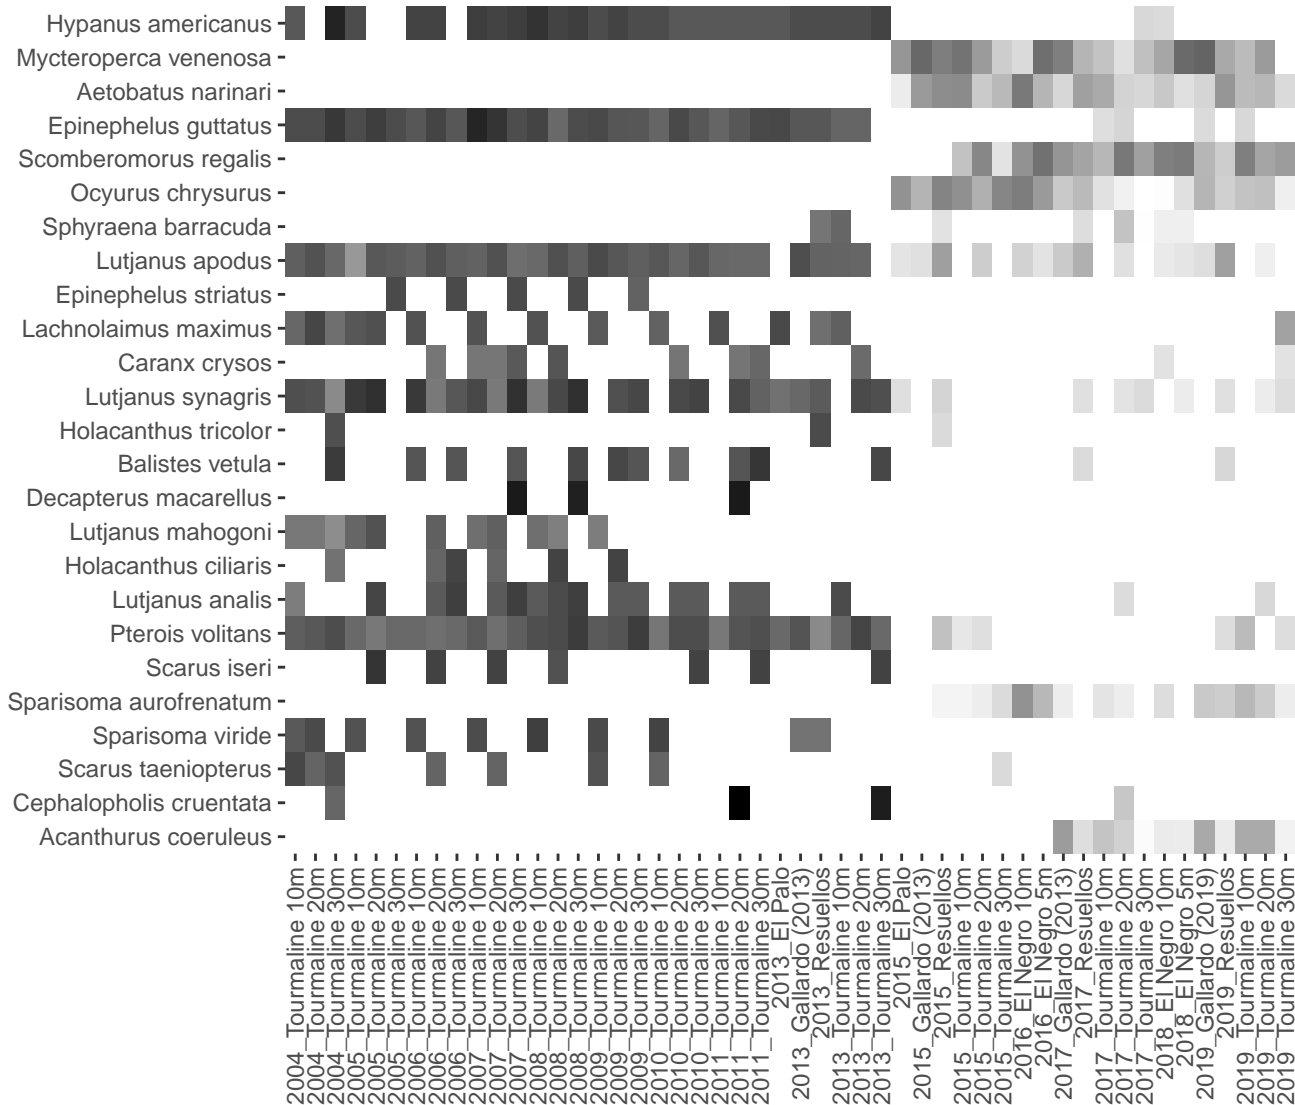 Hypanus americanus
Mycteroperca venenosa
Aetobatus narinari
Epinephelus guttatus
Scomberomorus regalis
Ocyurus chrysurus
Sphyraena barracuda
Lutjanus apodus
Epinephelus striatus
Lachnolaimus maximus
Caranx crysos
Lutjanus synagris
Holacanthus tricolor
Balistes vetula
Decapterus macarellus
Lutjanus mahogoni
Holacanthus ciliaris
Lutjanus analis
Pterois volitans
Scarus iseri
Sparisoma aurofrenatum
Sparisoma viride
Scarus taeniopterus
Cephalopholis cruentata
Acanthurus coeruleus
2004_Tourmaline 10m
2004_Tourmaline 20m
2004_Tourmaline 30m
2005_Tourmaline 10m
2005_Tourmaline 20m
2005_Tourmaline 30m
2006_Tourmaline 10m
2006_Tourmaline 20m
2006_Tourmaline 30m
2007_Tourmaline 10m
2007_Tourmaline 20m
2007_Tourmaline 30m
2008_Tourmaline 10m
2008_Tourmaline 20m
2008_Tourmaline 30m
2009_Tourmaline 10m
2009_Tourmaline 20m
2009_Tourmaline 30m
2010_Tourmaline 10m
2010_Tourmaline 20m
2010_Tourmaline 30m
2011_Tourmaline 10m
2011_Tourmaline 20m
2011_Tourmaline 30m
2013_El Palo
2013_Gallardo (2013)
2013_Resuellos
2013_Tourmaline 10m
2013_Tourmaline 20m
2013_Tourmaline 30m
2015_El Palo
2015_Gallardo (2013)
2015_Resuellos
2015_Tourmaline 10m
2015_Tourmaline 20m
2015_Tourmaline 30m
2016_El Negro 10m
2016_El Negro 5m
2017_Gallardo (2013)
2017_Resuellos
2017_Tourmaline 10m
2017_Tourmaline 20m
2017_Tourmaline 30m
2018_El Negro 10m
2018_El Negro 5m
2019_Gallardo (2019)
2019_Resuellos
2019_Tourmaline 10m
2019_Tourmaline 20m
2019_Tourmaline 30m